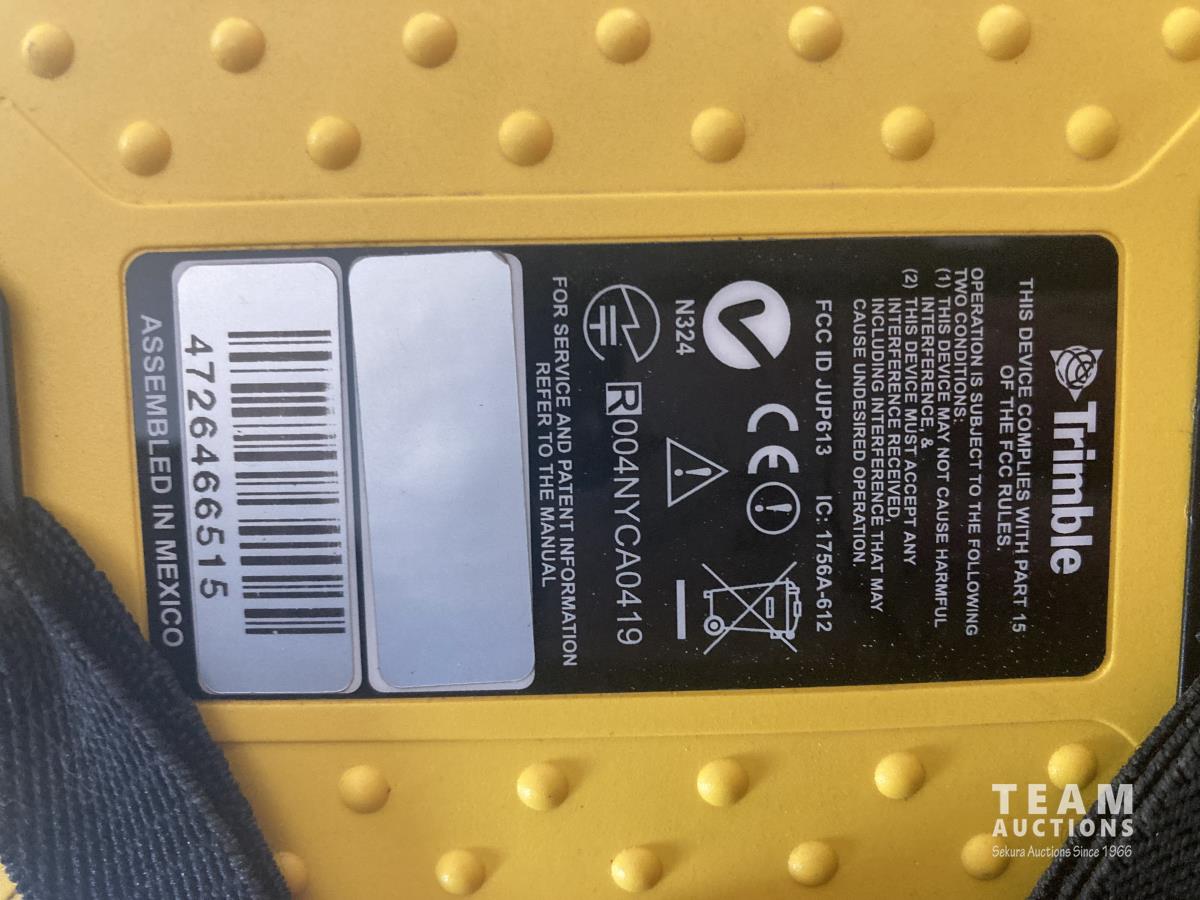 Trimble
THIS DEVICE COMPLIES WITH PART 15
OF THE FCC RULES.
OPERATION IS SUBJECT TO THE FOLLOWING
TWO CONDITIONS:
(1) THIS DEVICE MAY NOT CAUSE HARMFUL
INTERFERENCE, &
(2) THIS DEVICE MUST ACCEPT ANY
INTERFERENCE RECEIVED,
INCLUDING INTERFERENCE THAT MAY
CAUSE UNDESIRED OPERATION.
FCC ID JUP613 IC: 1756A-612
CE
N324
R004NYCA0419
FOR SERVICE AND PATENT INFORMATION
REFER TO THE MANUAL
4726466515
ASSEMBLED IN MEXICO
TEAM
AUCTIONS
Sekura Auctions Since 1966